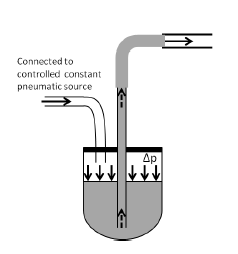 Connected to
controlled constant
pneumatic source
Δp